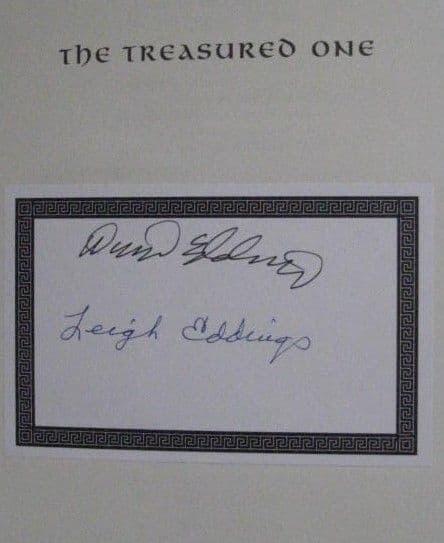 THE TREASURED ONE
David Eddings
Leigh Eddings